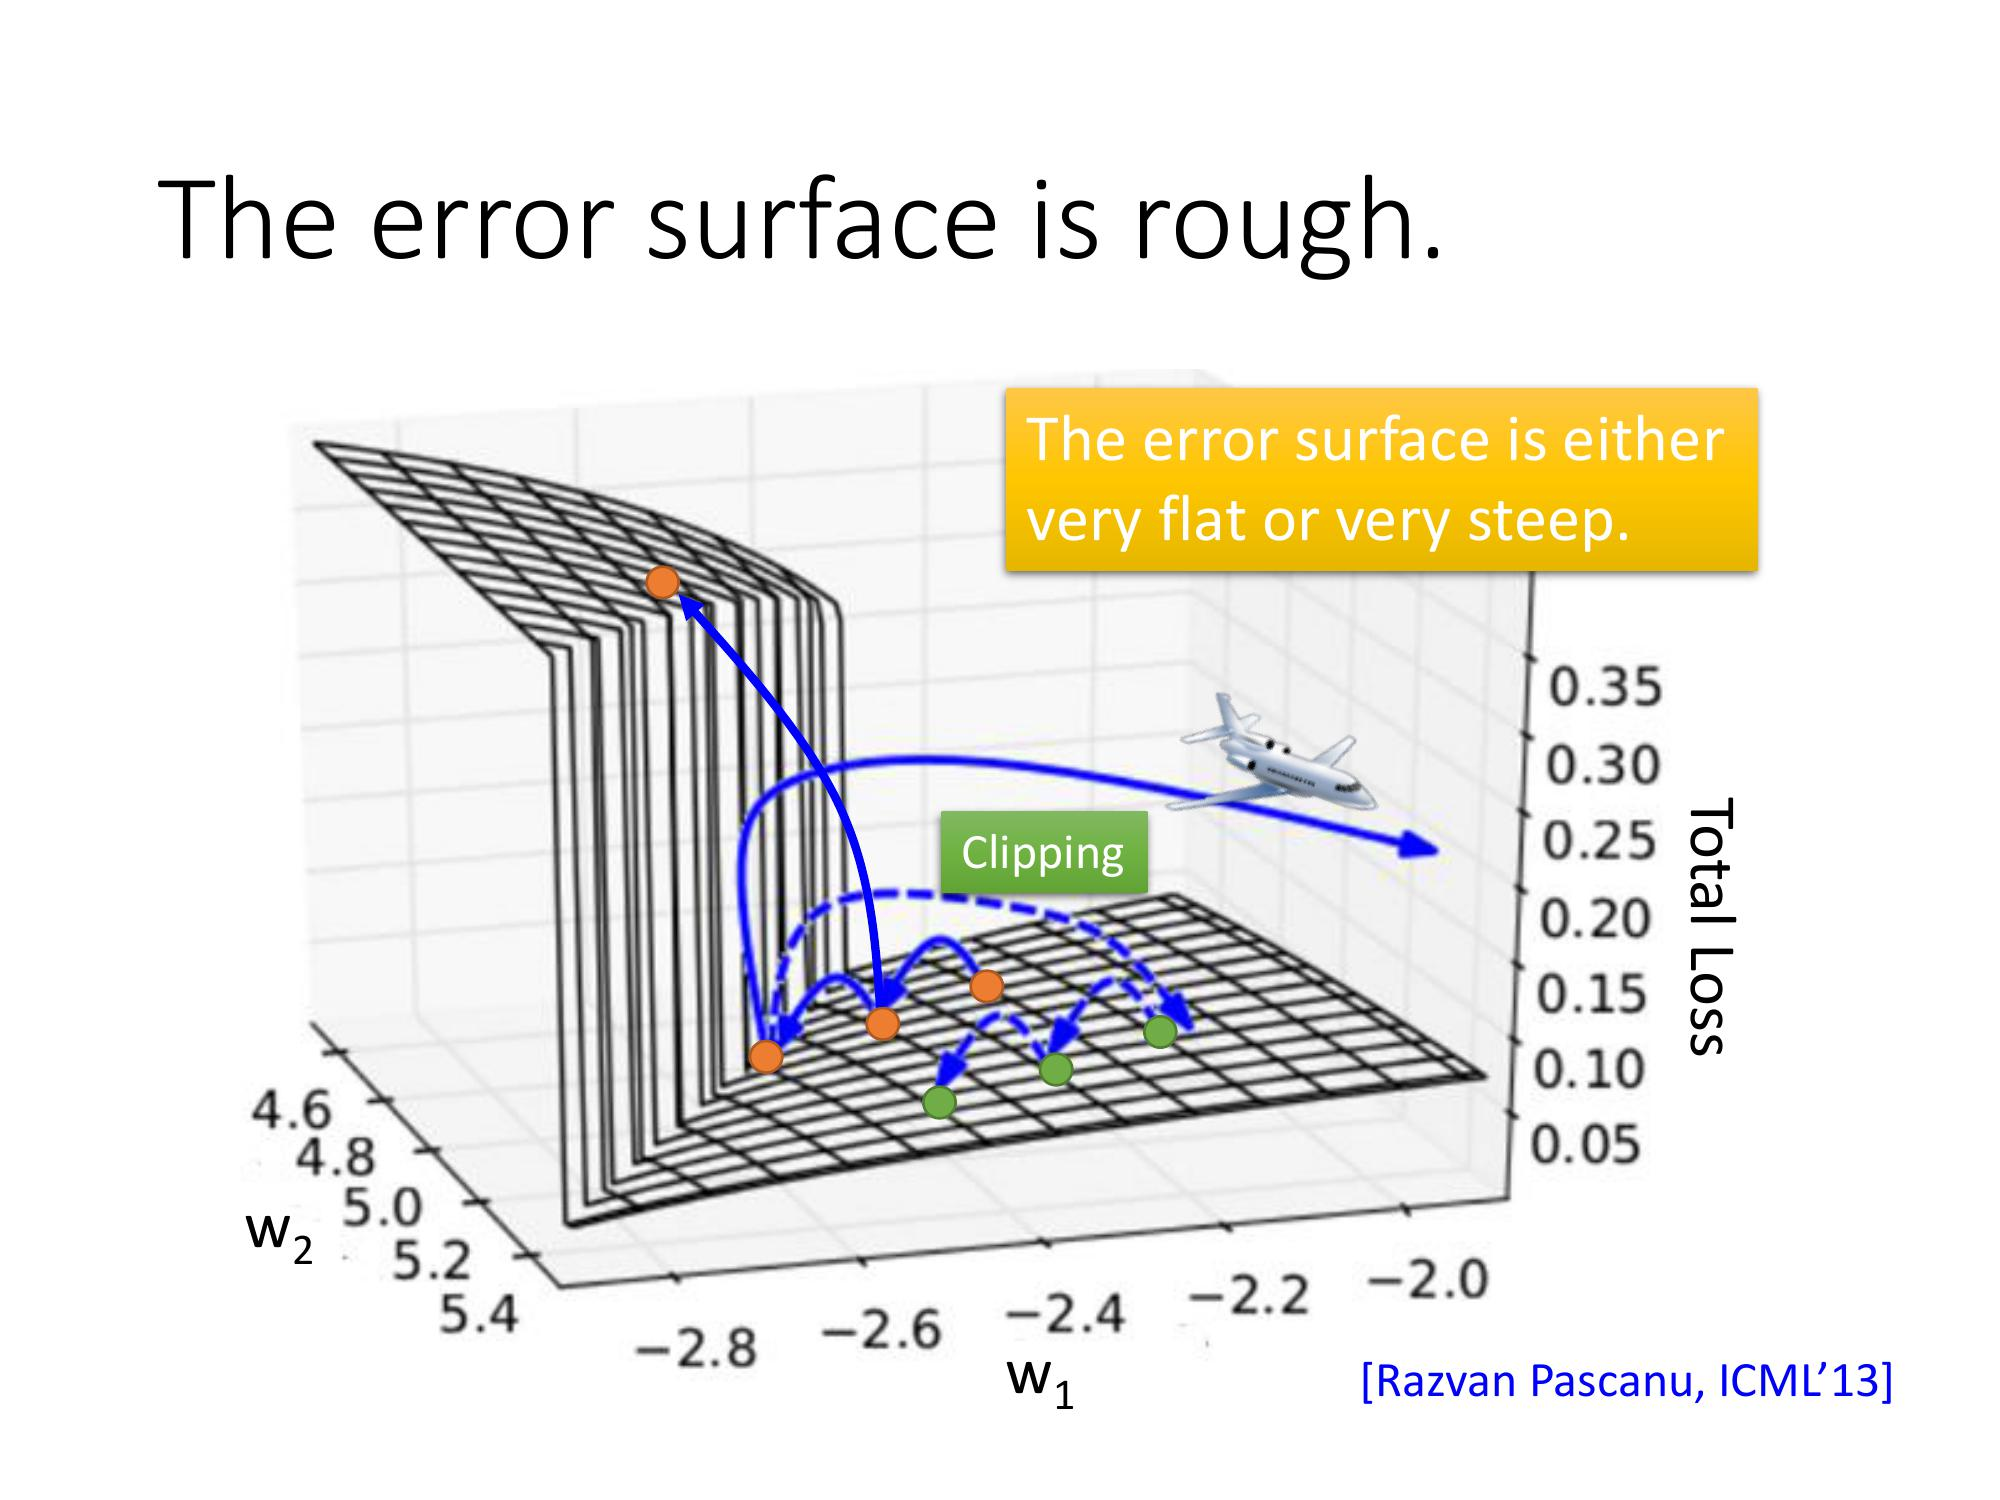 The error surface is rough.
The error surface is either
very flat or very steep.
Clipping
0.35
0.30
0.25
0.20
0.15
0.10
0.05
Total Loss
4.6
4.8
5.0
5.2
5.4
w2
−2.8
−2.6
−2.4
−2.2
−2.0
w1
[Razvan Pascanu, ICML’13]